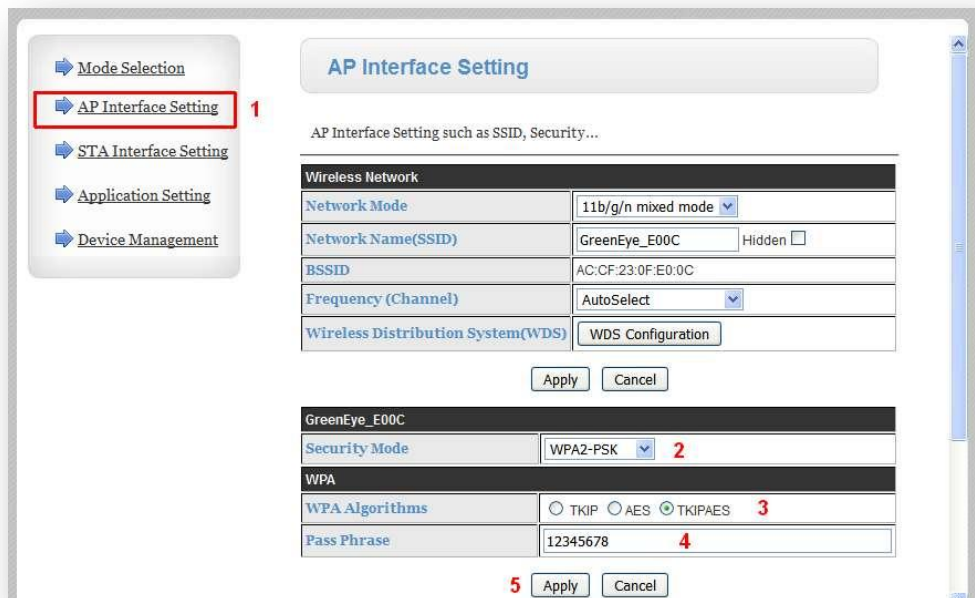 Mode Selection
AP Interface Setting 1
STA Interface Setting
Application Setting
Device Management
AP Interface Setting
AP Interface Setting such as SSID, Security...
Wireless Network
Network Mode 11b/g/n mixed mode
Network Name(SSID) GreenEye_E00C Hidden
BSSID AC:CF:23:0F:E0:0C
Frequency (Channel) AutoSelect
Wireless Distribution System(WDS) WDS Configuration
Apply Cancel
GreenEye_E00C
Security Mode WPA2-PSK 2
WPA
WPA Algorithms TKIP AES TKIPAES 3
Pass Phrase 12345678 4
5 Apply Cancel